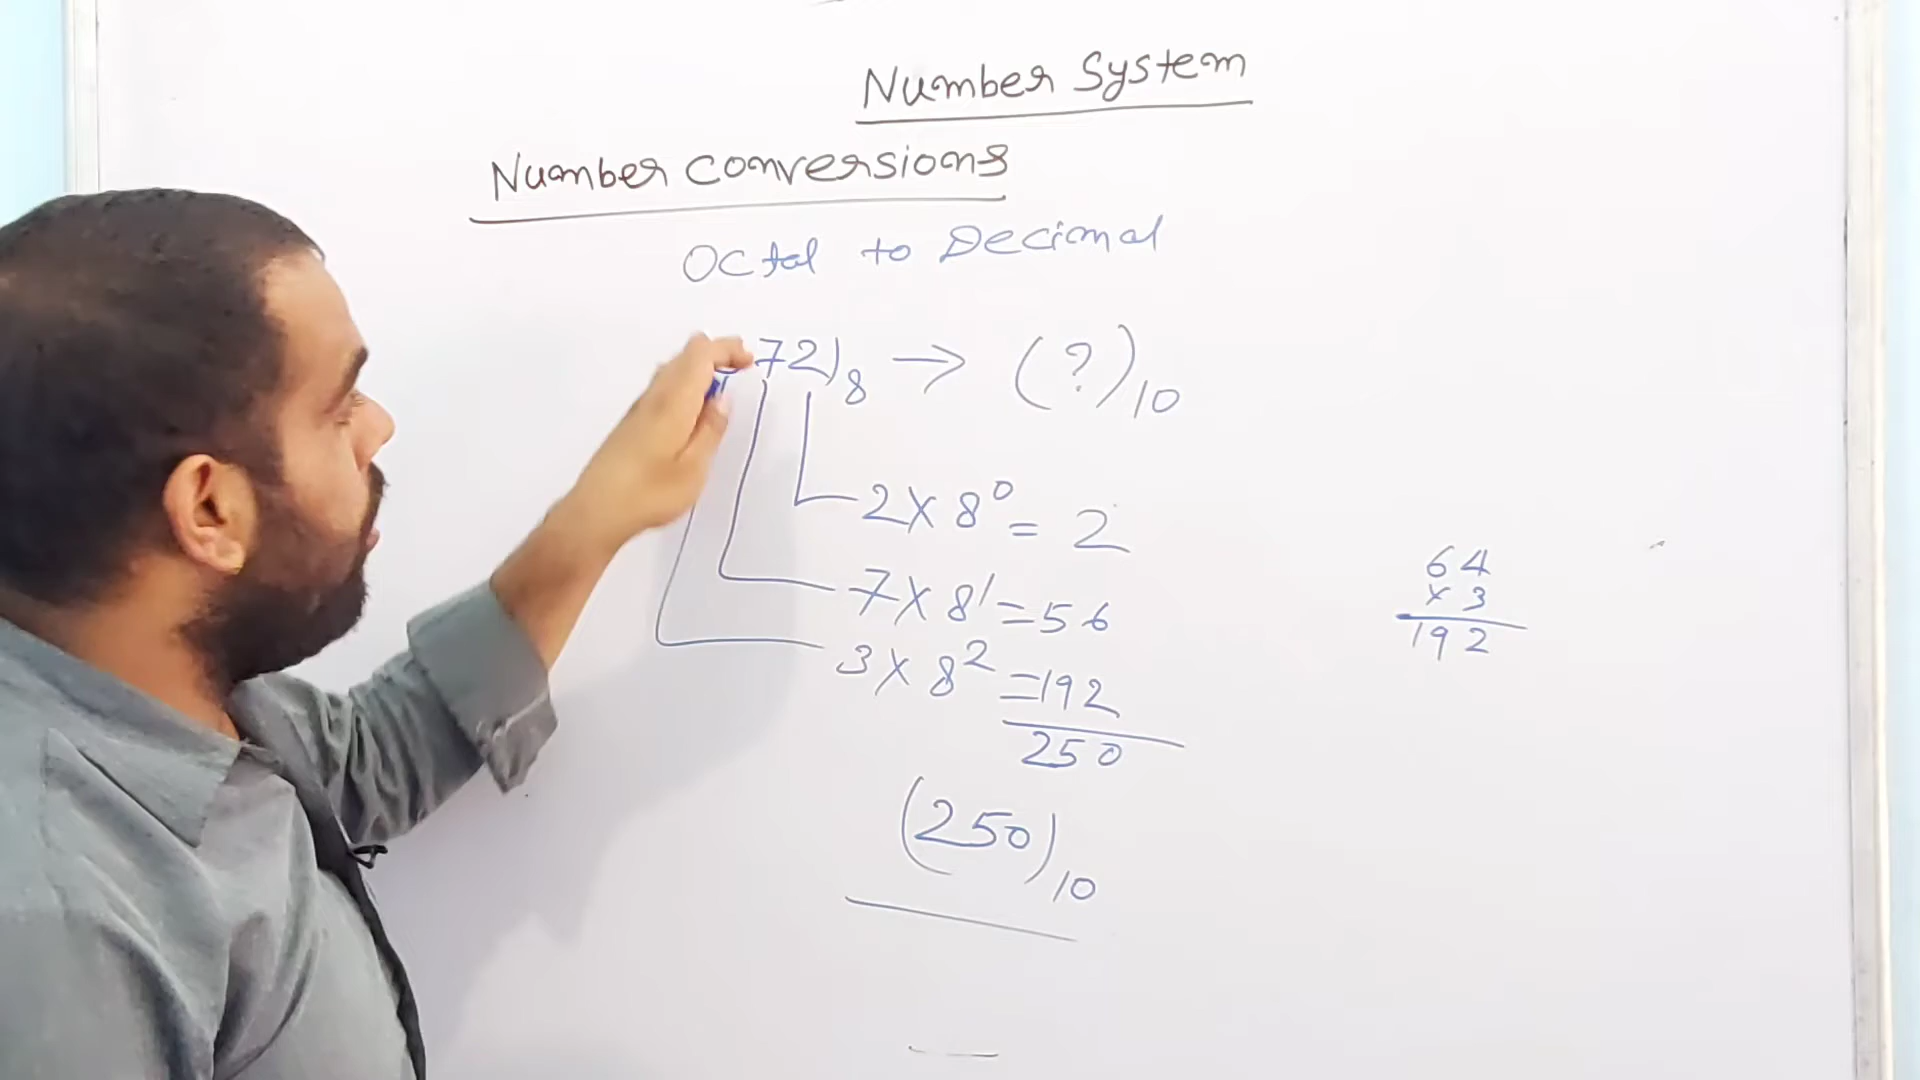 Number System
Number conversions
Octal to Decimal
72)8 → (?)10
2 X 8⁰ = 2
7 X 8¹ = 56
3 X 8² = 192
250
(250)10
64
x 3
192